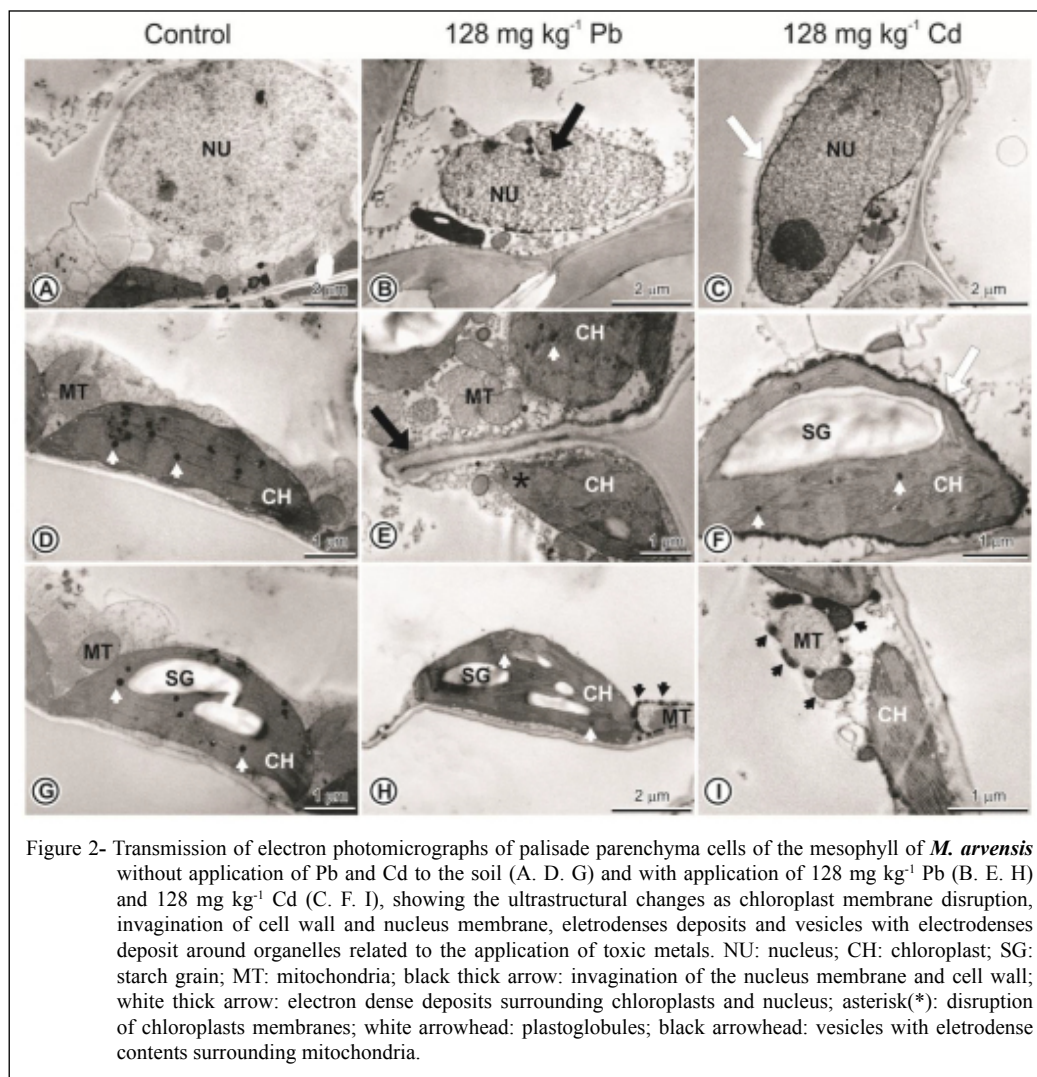 Control 128 mg kg⁻¹ Pb 128 mg kg⁻¹ Cd
NU NU NU
A 2 μm B 2 μm C 2 μm
MT CH MT CH * CH SG CH
D 1 μm E 1 μm F 1 μm
MT SG CH SG CH MT MT CH
G 1 μm H 2 μm I 1 μm
Figure 2- Transmission of electron photomicrographs of palisade parenchyma cells of the mesophyll of M. arvensis
without application of Pb and Cd to the soil (A. D. G) and with application of 128 mg kg⁻¹ Pb (B. E. H)
and 128 mg kg⁻¹ Cd (C. F. I), showing the ultrastructural changes as chloroplast membrane disruption,
invagination of cell wall and nucleus membrane, eletrodenses deposits and vesicles with electrodenses
deposit around organelles related to the application of toxic metals. NU: nucleus; CH: chloroplast; SG:
starch grain; MT: mitochondria; black thick arrow: invagination of the nucleus membrane and cell wall;
white thick arrow: electron dense deposits surrounding chloroplasts and nucleus; asterisk(*): disruption
of chloroplasts membranes; white arrowhead: plastoglobules; black arrowhead: vesicles with eletrodense
contents surrounding mitochondria.